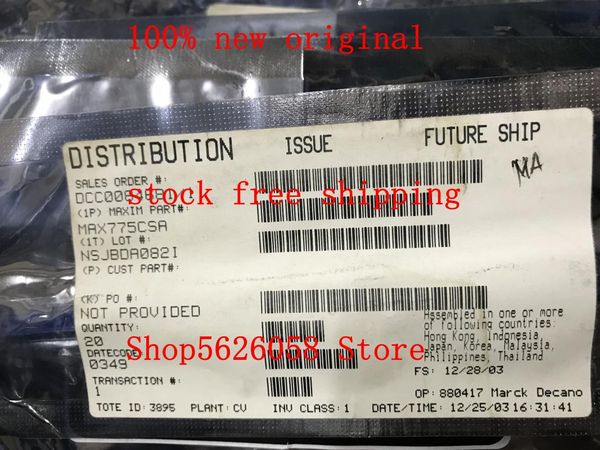 100% new original
DISTRIBUTION ISSUE FUTURE SHIP
MA
SALES ORDER #:
stock free shipping
(1P) MAXIM PART#:
MAX775CSA
(1T) LOT #:
NSJBDA082I
(P) CUST PART#:
(K) PO #:
NOT PROVIDED
QUANTITY:
20
DATECODE
0349
TRANSACTION #:
1
Assembled in one or more
of following countries:
Hong Kong, Indonesia,
Japan, Korea, Malaysia,
Philippines, Thailand
Shop5626058 Store
FS: 12/28/03
OP: 880417 Marck Decano
TOTE ID: 3895 PLANT: CV INV CLASS: 1 DATE/TIME: 12/25/03 16:31:41